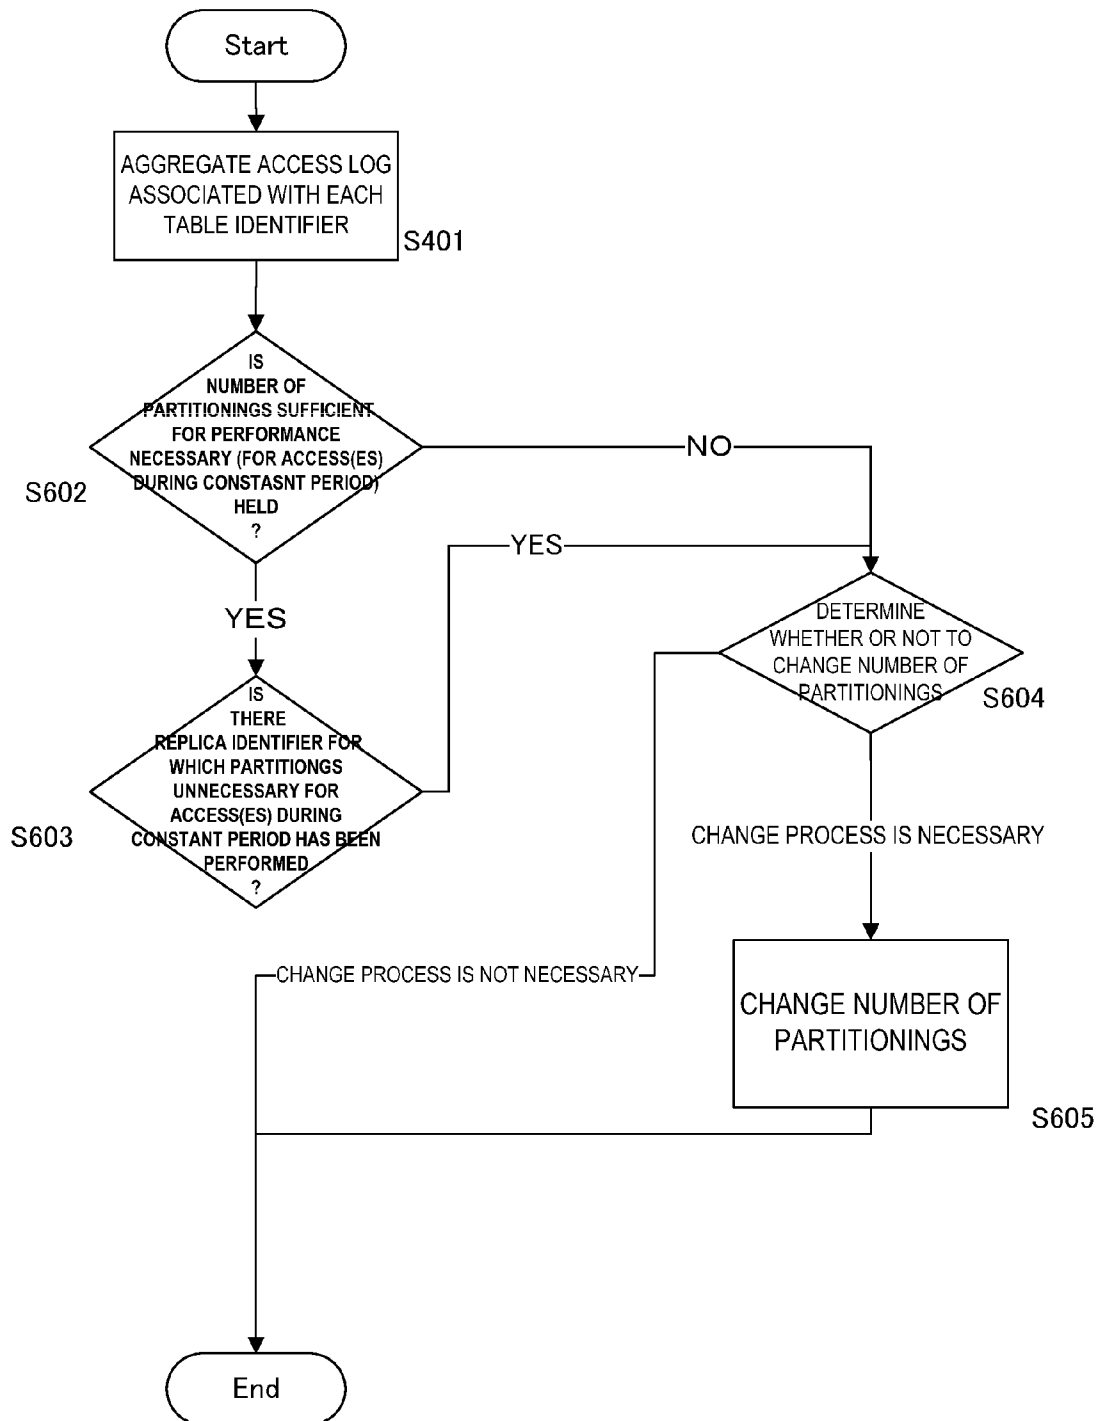 Start
AGGREGATE ACCESS LOG
ASSOCIATED WITH EACH
TABLE IDENTIFIER
S401
IS
NUMBER OF
PARTITIONINGS SUFFICIENT
FOR PERFORMANCE
NECESSARY (FOR ACCESS(ES)
DURING CONSTASNT PERIOD)
HELD
?
S602
NO
YES
YES
DETERMINE
WHETHER OR NOT TO
CHANGE NUMBER OF
PARTITIONINGS
S604
IS
THERE
REPLICA IDENTIFIER FOR
WHICH PARTITIONGS
UNNECESSARY FOR
ACCESS(ES) DURING
CONSTANT PERIOD HAS BEEN
PERFORMED
?
S603
CHANGE PROCESS IS NECESSARY
CHANGE PROCESS IS NOT NECESSARY
CHANGE NUMBER OF
PARTITIONINGS
S605
End